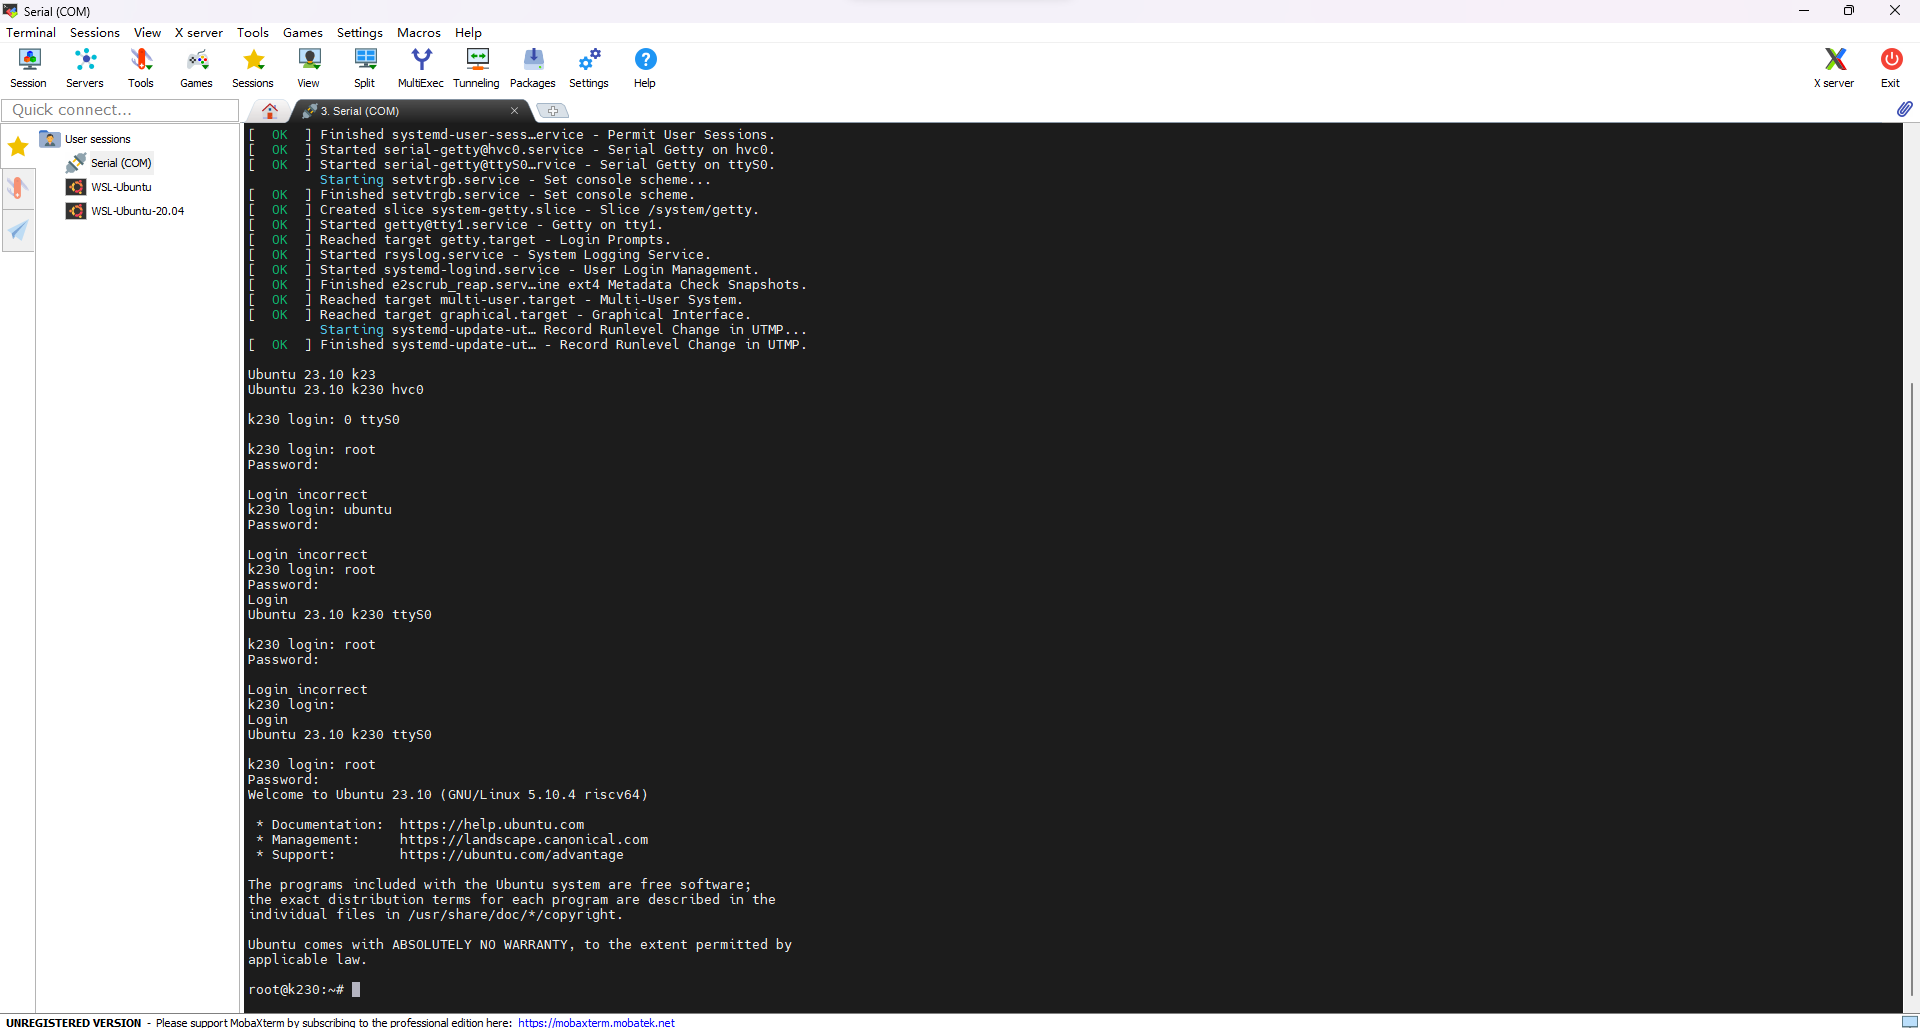 Serial (COM)
Terminal Sessions View X server Tools Games Settings Macros Help
Session Servers Tools Games Sessions View Split MultiExec Tunneling Packages Settings Help X server Exit
Quick connect...
3. Serial (COM)
User sessions
Serial (COM)
WSL-Ubuntu
WSL-Ubuntu-20.04
[  OK  ] Finished systemd-user-sess…ervice - Permit User Sessions.
[  OK  ] Started serial-getty@hvc0.service - Serial Getty on hvc0.
[  OK  ] Started serial-getty@ttyS0…rvice - Serial Getty on ttyS0.
         Starting setvtrgb.service - Set console scheme...
[  OK  ] Finished setvtrgb.service - Set console scheme.
[  OK  ] Created slice system-getty.slice - Slice /system/getty.
[  OK  ] Started getty@tty1.service - Getty on tty1.
[  OK  ] Reached target getty.target - Login Prompts.
[  OK  ] Started rsyslog.service - System Logging Service.
[  OK  ] Started systemd-logind.service - User Login Management.
[  OK  ] Finished e2scrub_reap.serv…ine ext4 Metadata Check Snapshots.
[  OK  ] Reached target multi-user.target - Multi-User System.
[  OK  ] Reached target graphical.target - Graphical Interface.
         Starting systemd-update-ut… Record Runlevel Change in UTMP...
[  OK  ] Finished systemd-update-ut… - Record Runlevel Change in UTMP.
Ubuntu 23.10 k23
Ubuntu 23.10 k230 hvc0
k230 login: 0 ttyS0
k230 login: root
Password:
Login incorrect
k230 login: ubuntu
Password:
Login incorrect
k230 login: root
Password:
Login
Ubuntu 23.10 k230 ttyS0
k230 login: root
Password:
Login incorrect
k230 login:
Login
Ubuntu 23.10 k230 ttyS0
k230 login: root
Password:
Welcome to Ubuntu 23.10 (GNU/Linux 5.10.4 riscv64)
 * Documentation:  https://help.ubuntu.com
 * Management:     https://landscape.canonical.com
 * Support:        https://ubuntu.com/advantage
The programs included with the Ubuntu system are free software;
the exact distribution terms for each program are described in the
individual files in /usr/share/doc/*/copyright.
Ubuntu comes with ABSOLUTELY NO WARRANTY, to the extent permitted by
applicable law.
root@k230:~#
UNREGISTERED VERSION - Please support MobaXterm by subscribing to the professional edition here: https://mobaxterm.mobatek.net